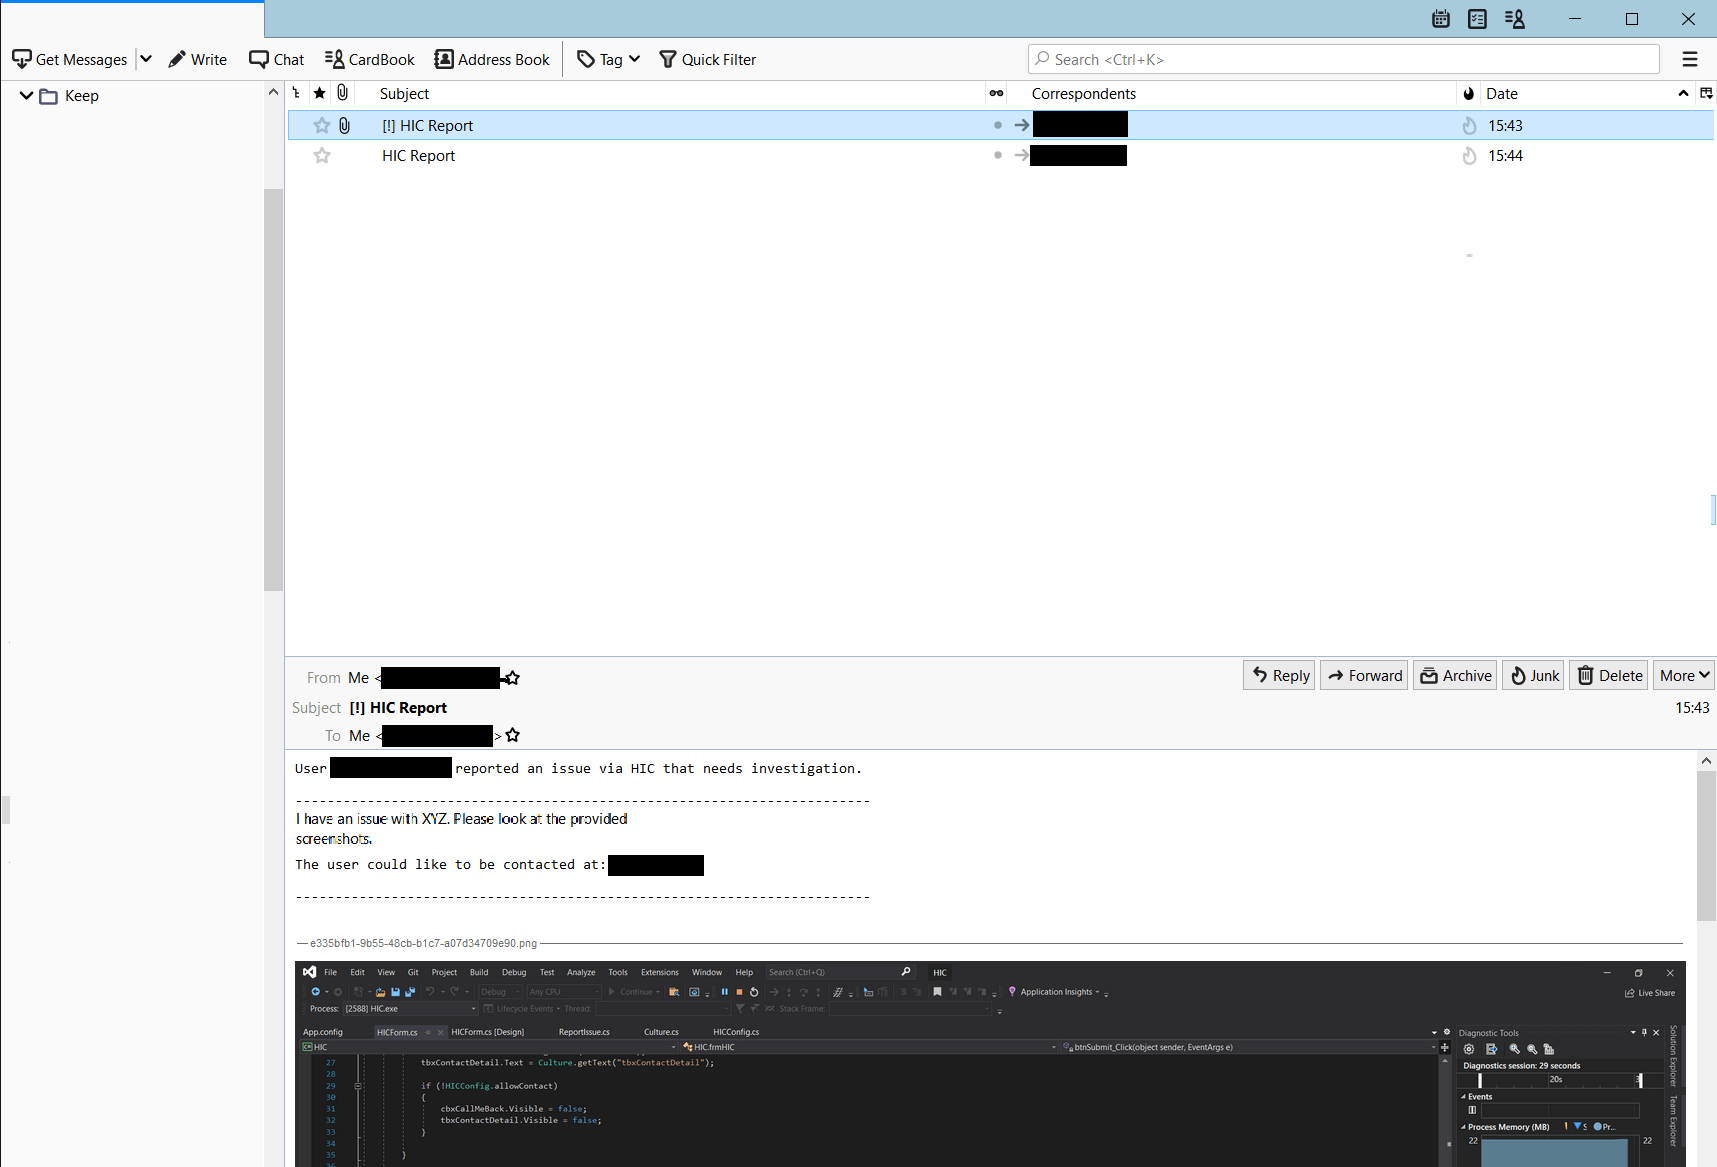 Get Messages Write Chat CardBook Address Book Tag Quick Filter Search <Ctrl+K>
Keep
Subject Correspondents Date
[!] HIC Report 15:43
HIC Report 15:44
From Me < Reply Forward Archive Junk Delete More
Subject [!] HIC Report 15:43
To Me < >
User reported an issue via HIC that needs investigation.
------------------------------------------------------------------------
I have an issue with XYZ. Please look at the provided
screenshots.
The user could like to be contacted at:
------------------------------------------------------------------------
e335bfb1-9b55-48cb-b1c7-a07d34709e90.png
File Edit View Git Project Build Debug Test Analyze Tools Extensions Window Help Search (Ctrl+Q) HIC
Debug Any CPU Continue Application Insights Live Share
Process: [2588] HIC.exe Lifecycle Events Thread: Stack Frame:
App.config HICForm.cs HICForm.cs [Design] ReportIssue.cs Culture.cs HICConfig.cs Diagnostic Tools
HIC HIC.frmHIC btnSubmit_Click(object sender, EventArgs e)
27 tbxContactDetail.Text = Culture.getText("tbxContactDetail");
28
29 if (!HICConfig.allowContact)
30 {
31 cbxCallMeBack.Visible = false;
32 tbxContactDetail.Visible = false;
33 }
34
35 }
Diagnostics session: 29 seconds
20s
Events
Process Memory (MB) S Pr...
22 22
Solution Explorer
Team Explorer